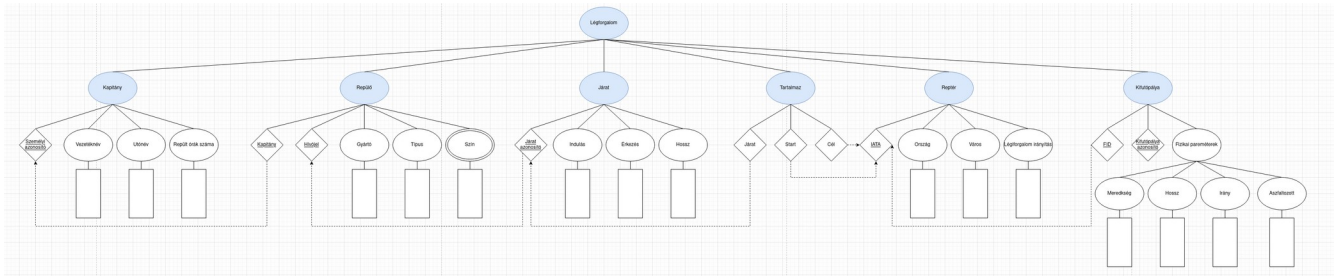 Légiforgalom
Kapitány
Repülő
Járat
Tartalmaz
Reptér
Kifutópálya
Személyi
azonosító
Vezetéknév
Utónév
Repült órák száma
Kapitány
Hívójel
Gyártó
Típus
Szín
Járat
azonosító
Indulás
Érkezés
Hossz
Járat
Start
Cél
IATA
Ország
Város
Légiforgalom irányítás
FID
Kifutópálya
azonosító
Fizikai paraméterek
Meredekség
Hossz
Irány
Aszfaltozott